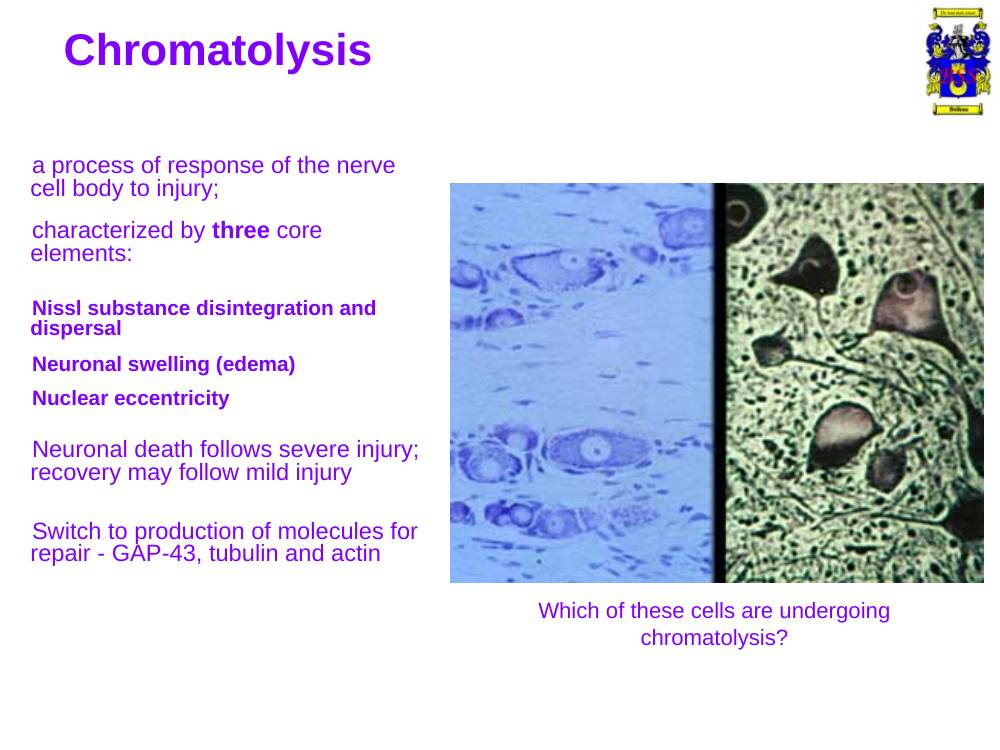 Chromatolysis
a process of response of the nerve
cell body to injury;
characterized by three core
elements:
Nissl substance disintegration and
dispersal
Neuronal swelling (edema)
Nuclear eccentricity
Neuronal death follows severe injury;
recovery may follow mild injury
Switch to production of molecules for
repair - GAP-43, tubulin and actin
Which of these cells are undergoing
chromatolysis?